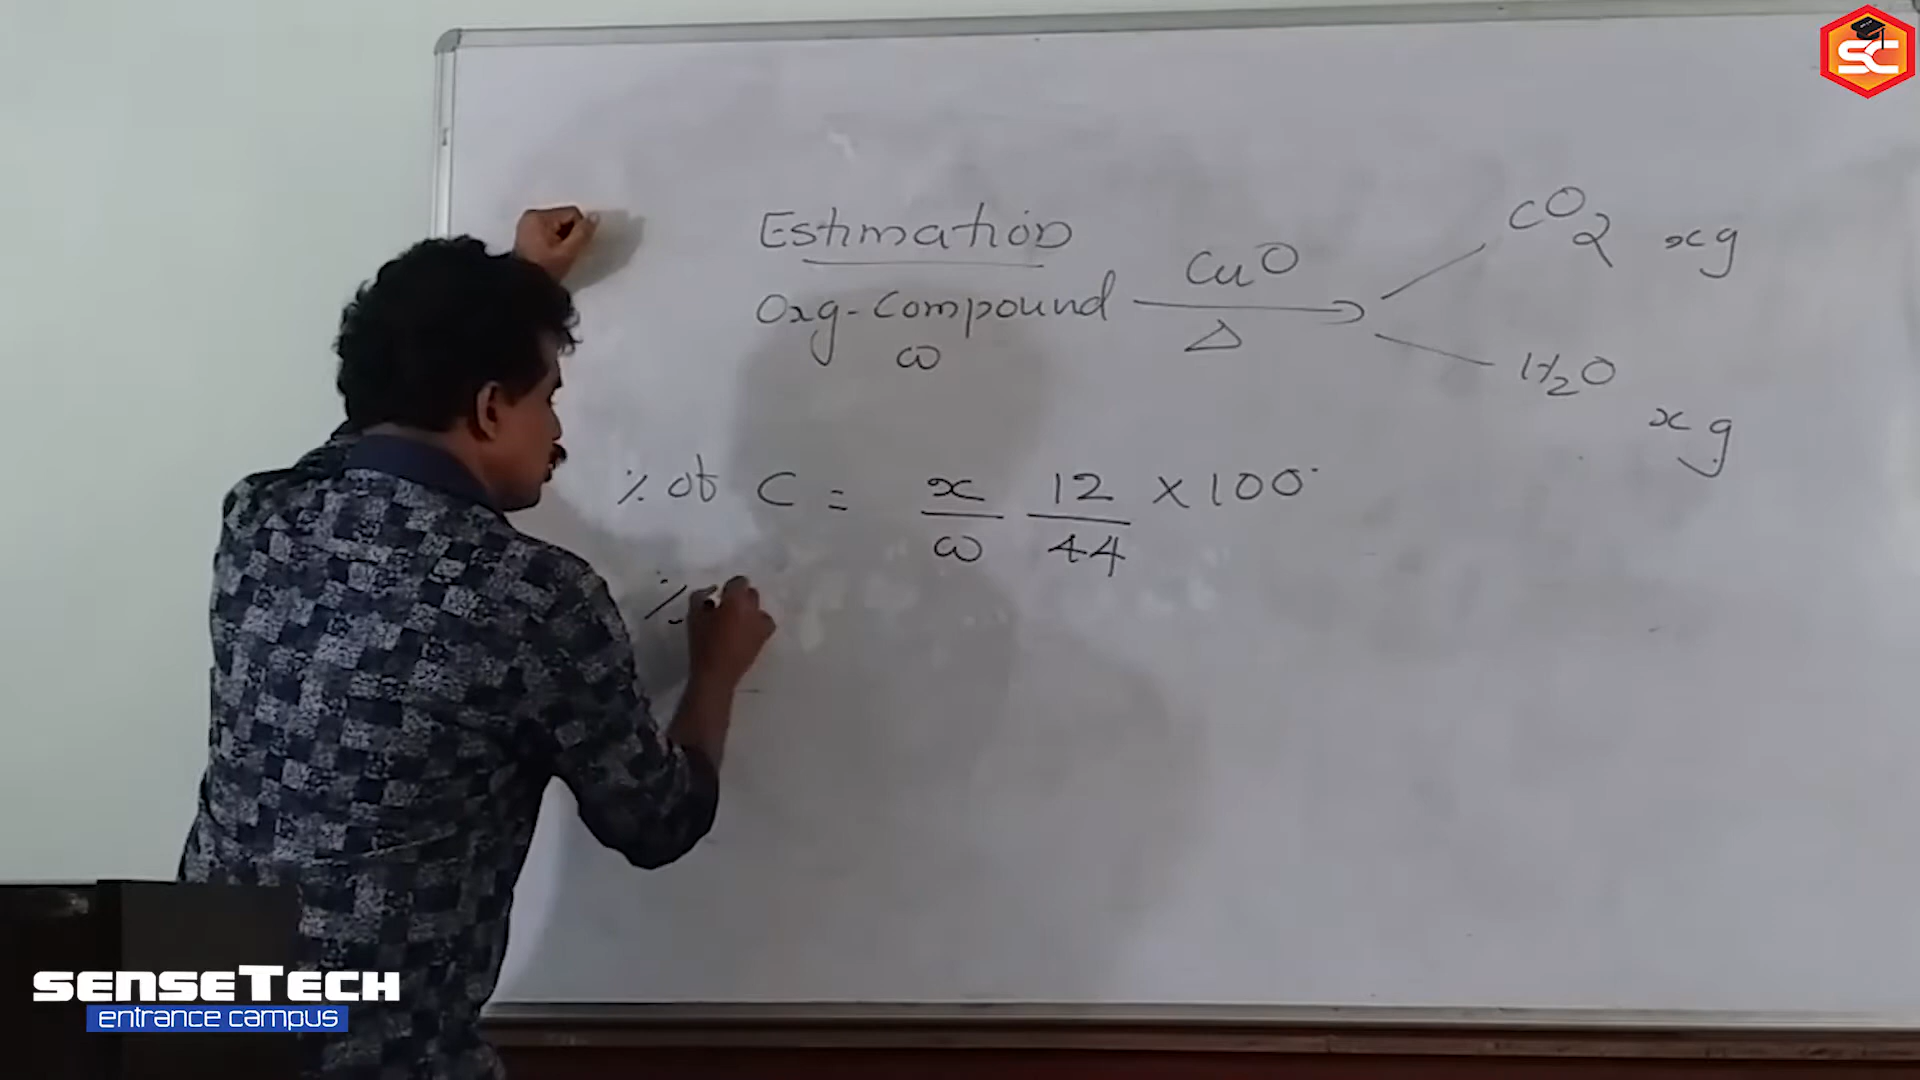 SC
Estimation
Org-Compound
ω
CuO
Δ
CO2 xg
H2O
xg
% of C = x/ω 12/44 × 100
%
SENSETECH
entrance campus